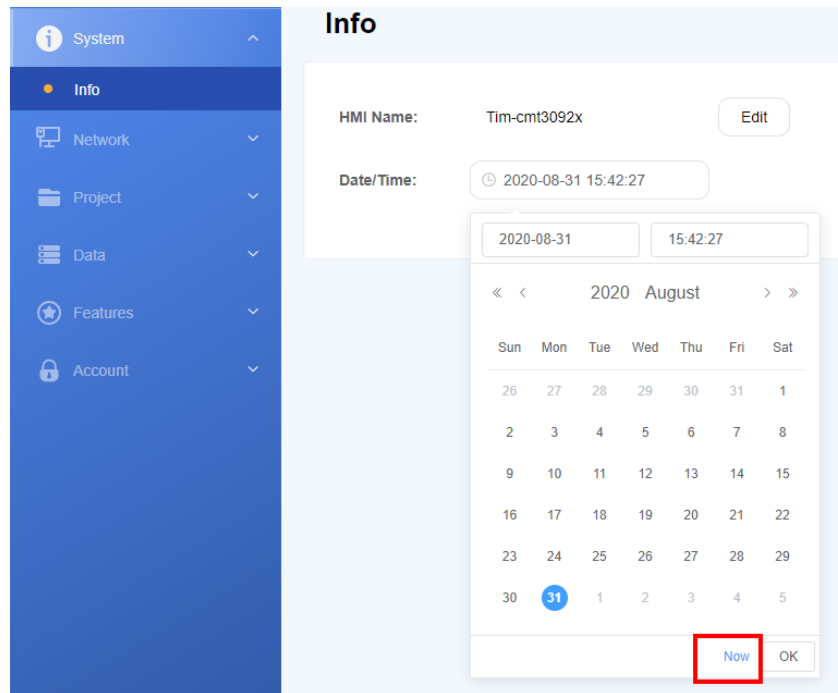 System
Info
Network
Project
Data
Features
Account
Info
HMI Name: Tim-cmt3092x Edit
Date/Time: 2020-08-31 15:42:27
2020-08-31 15:42:27
« < 2020 August > »
Sun Mon Tue Wed Thu Fri Sat
26 27 28 29 30 31 1
2 3 4 5 6 7 8
9 10 11 12 13 14 15
16 17 18 19 20 21 22
23 24 25 26 27 28 29
30 31 1 2 3 4 5
Now OK